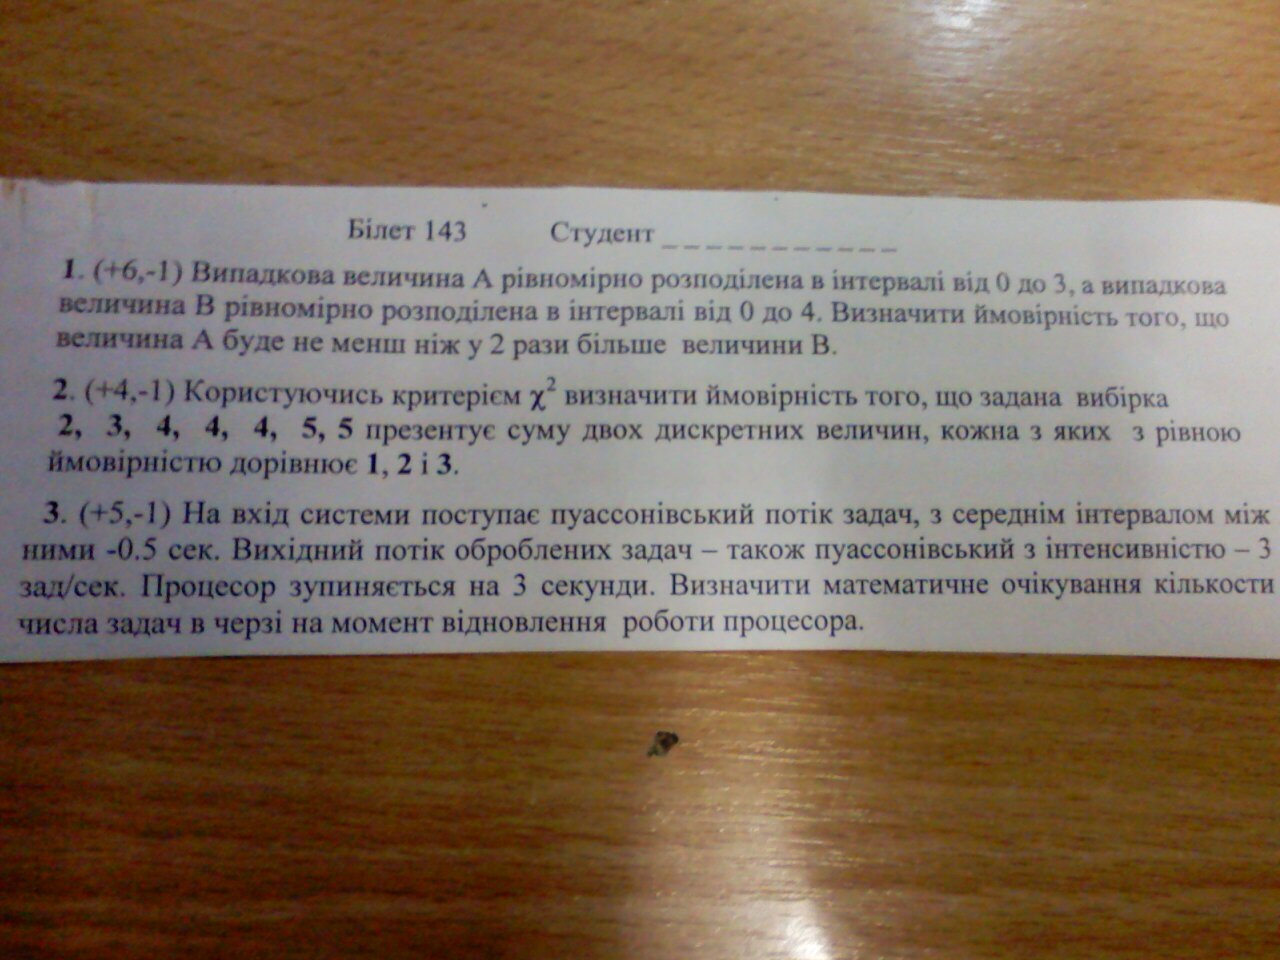 Білет 143 Студент ___________
1. (+6,-1) Випадкова величина А рівномірно розподілена в інтервалі від 0 до 3, а випадкова
величина В рівномірно розподілена в інтервалі від 0 до 4. Визначити ймовірність того, що
величина А буде не менш ніж у 2 рази більше величини В.
2. (+4,-1) Користуючись критерієм χ² визначити ймовірність того, що задана вибірка
2, 3, 4, 4, 4, 5, 5 презентує суму двох дискретних величин, кожна з яких з рівною
ймовірністю дорівнює 1, 2 і 3.
3. (+5,-1) На вхід системи поступає пуассонівський потік задач, з середнім інтервалом між
ними -0.5 сек. Вихідний потік оброблених задач – також пуассонівський з інтенсивністю – 3
зад/сек. Процесор зупиняється на 3 секунди. Визначити математичне очікування кількости
числа задач в черзі на момент відновлення роботи процесора.